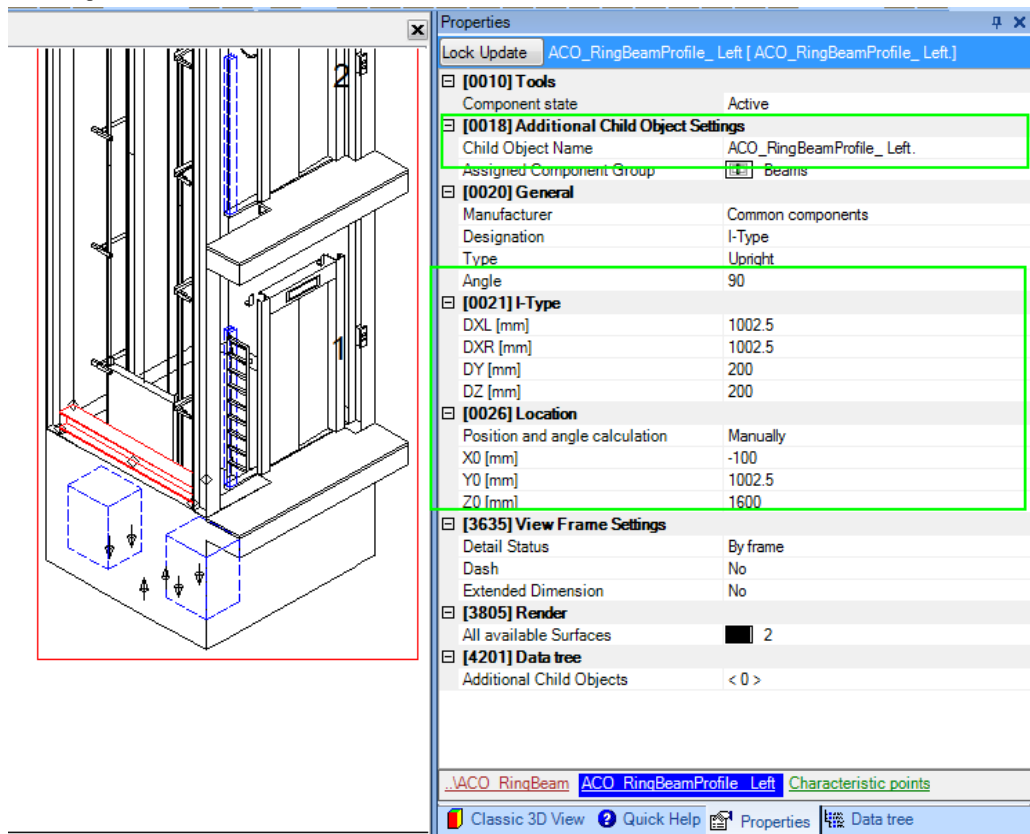 Properties
Lock Update ACO_RingBeamProfile_ Left [ ACO_RingBeamProfile_ Left.]
[0010] Tools
Component state Active
[0018] Additional Child Object Settings
Child Object Name ACO_RingBeamProfile_ Left.
Assigned Component Group Beams
[0020] General
Manufacturer Common components
Designation I-Type
Type Upright
Angle 90
[0021] I-Type
DXL [mm] 1002.5
DXR [mm] 1002.5
DY [mm] 200
DZ [mm] 200
[0026] Location
Position and angle calculation Manually
X0 [mm] -100
Y0 [mm] 1002.5
Z0 [mm] 1600
[3635] View Frame Settings
Detail Status By frame
Dash No
Extended Dimension No
[3805] Render
All available Surfaces 2
[4201] Data tree
Additional Child Objects < 0 >
..\ACO_RingBeam ACO_RingBeamProfile_ Left Characteristic points
Classic 3D View Quick Help Properties Data tree
2
1